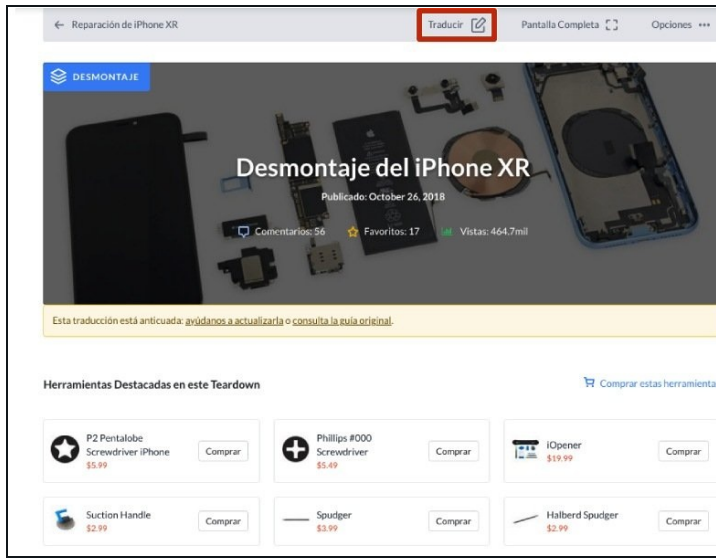 ← Reparación de iPhone XR
Traducir
Pantalla Completa
Opciones •••
DESMONTAJE
Desmontaje del iPhone XR
Publicado: October 26, 2018
Comentarios: 56
Favoritos: 17
Vistas: 464.7mil
Esta traducción está anticuada: ayúdanos a actualizarla o consulta la guía original.
Herramientas Destacadas en este Teardown
Comprar estas herramienta
P2 Pentalobe
Screwdriver iPhone
$5.99
Comprar
Phillips #000
Screwdriver
$5.49
Comprar
iOpener
$19.99
Comprar
Suction Handle
$2.99
Comprar
Spudger
$3.99
Comprar
Halberd Spudger
$2.99
Comprar